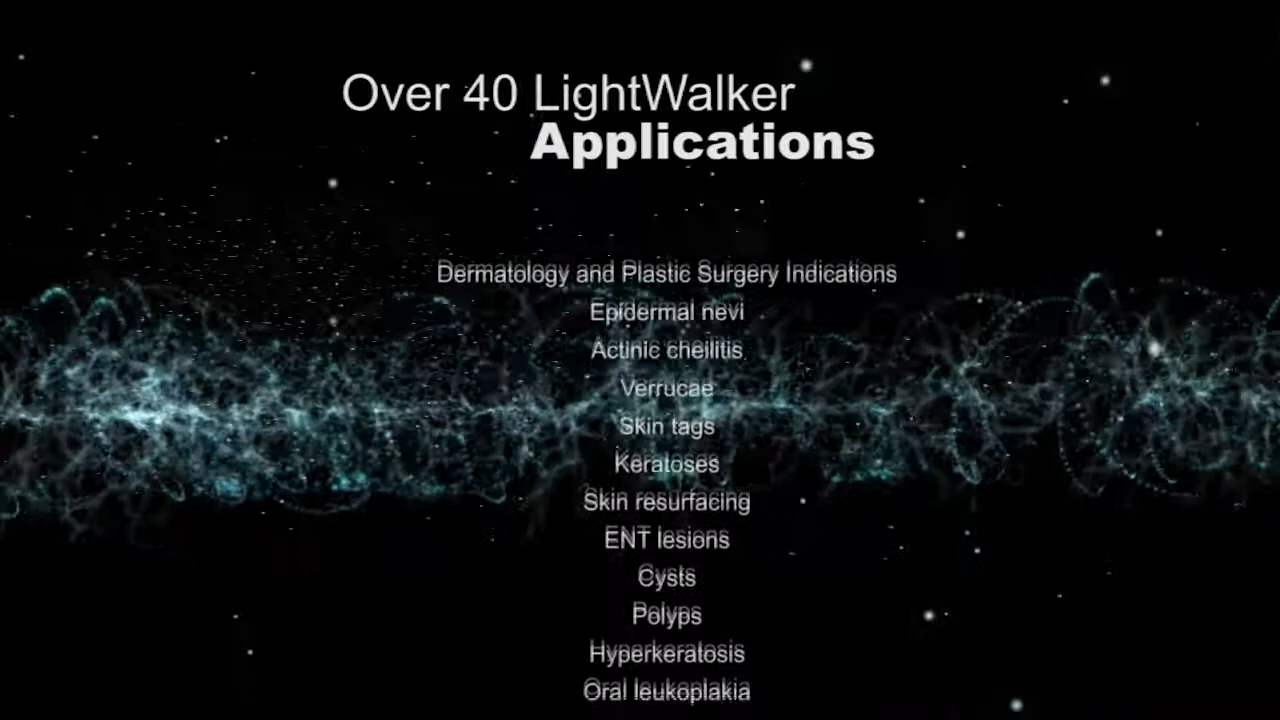 Over 40 LightWalker
Applications
Dermatology and Plastic Surgery Indications
Epidermal nevi
Actinic cheilitis
Verrucae
Skin tags
Keratoses
Skin resurfacing
ENT lesions
Cysts
Polyps
Hyperkeratosis
Oral leukoplakia